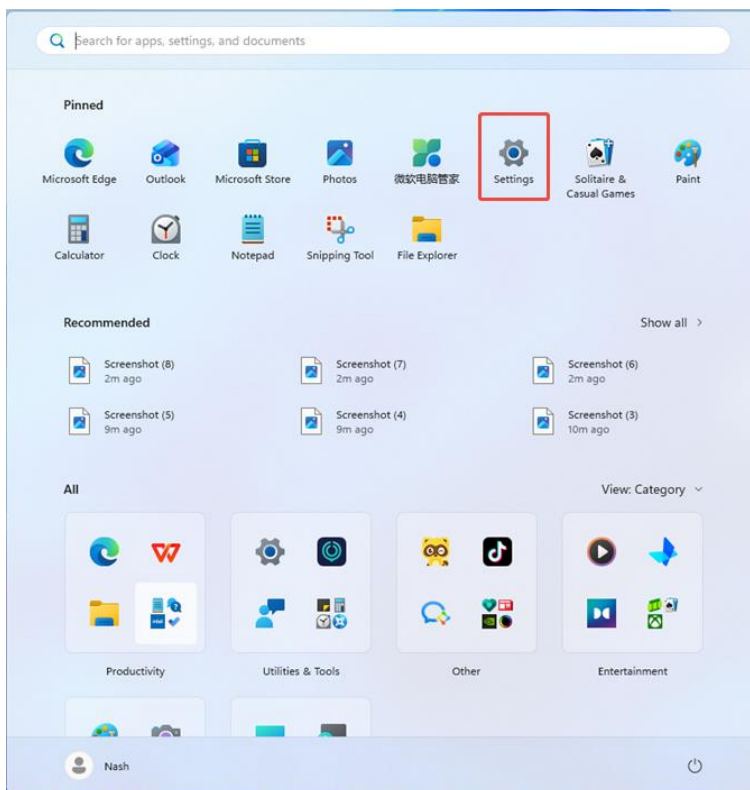 Search for apps, settings, and documents
Pinned
Microsoft Edge
Outlook
Microsoft Store
Photos
微软电脑管家
Settings
Solitaire &
Casual Games
Paint
Calculator
Clock
Notepad
Snipping Tool
File Explorer
Recommended
Show all
Screenshot (8)
2m ago
Screenshot (7)
2m ago
Screenshot (6)
2m ago
Screenshot (5)
9m ago
Screenshot (4)
9m ago
Screenshot (3)
10m ago
All
View: Category
Productivity
Utilities & Tools
Other
Entertainment
Nash